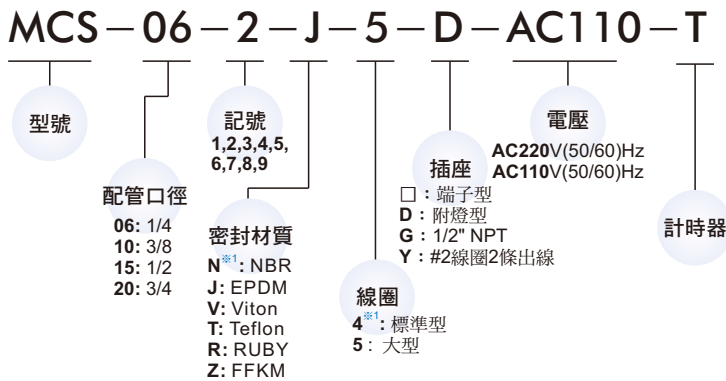 MCS－06－2－J－5－D－AC110－T
型號
配管口徑
06: 1/4
10: 3/8
15: 1/2
20: 3/4
記號
1,2,3,4,5,
6,7,8,9
密封材質
N※1: NBR
J: EPDM
V: Viton
T: Teflon
R: RUBY
Z: FFKM
線圈
4※1: 標準型
5： 大型
插座
□：端子型
D：附燈型
G：1/2" NPT
Y：#2線圈2條出線
電壓
AC220V(50/60)Hz
AC110V(50/60)Hz
計時器